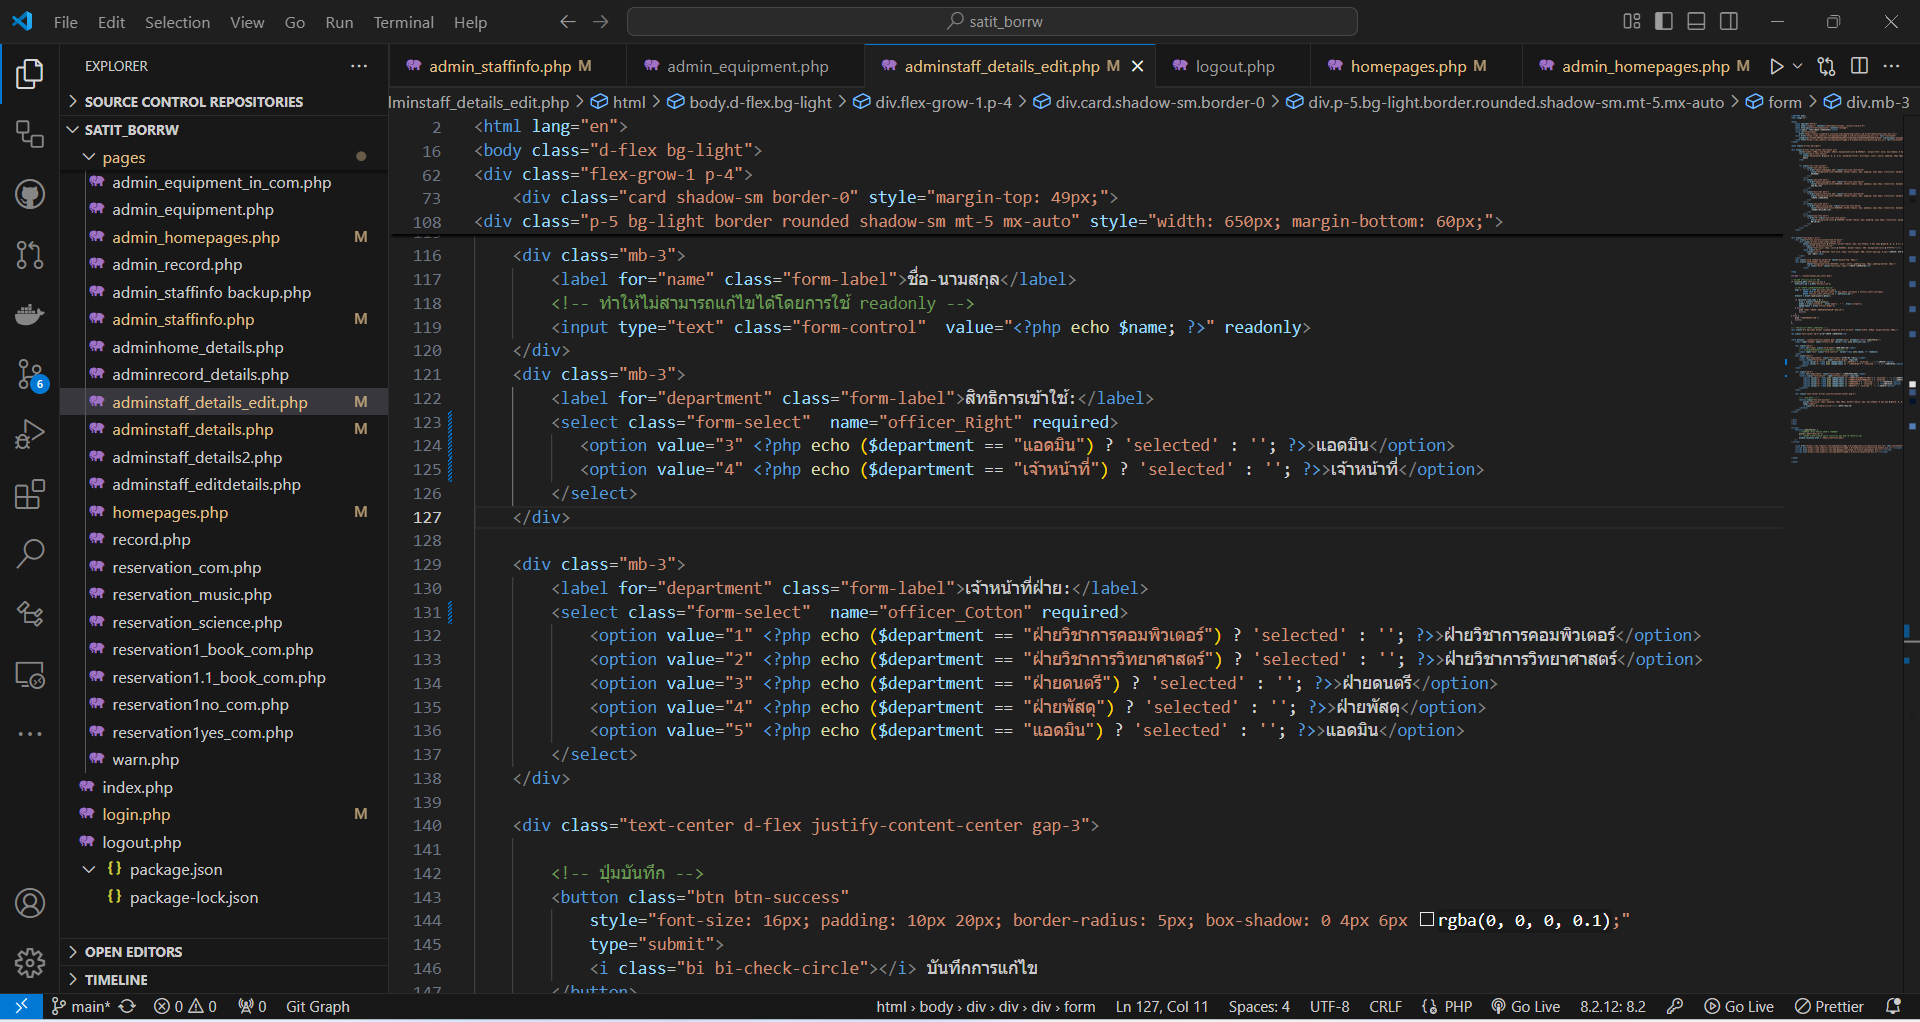 File Edit Selection View Go Run Terminal Help
satit_borrw
EXPLORER
SOURCE CONTROL REPOSITORIES
SATIT_BORRW
pages
admin_equipment_in_com.php
admin_equipment.php
admin_homepages.php M
admin_record.php
admin_staffinfo backup.php
admin_staffinfo.php M
adminhome_details.php
adminrecord_details.php
adminstaff_details_edit.php M
adminstaff_details.php M
adminstaff_details2.php
adminstaff_editdetails.php
homepages.php M
record.php
reservation_com.php
reservation_music.php
reservation_science.php
reservation1_book_com.php
reservation1.1_book_com.php
reservation1no_com.php
reservation1yes_com.php
warn.php
index.php
login.php M
logout.php
package.json
package-lock.json
OPEN EDITORS
TIMELINE
6
admin_staffinfo.php M admin_equipment.php adminstaff_details_edit.php M logout.php homepages.php M admin_homepages.php M
lminstaff_details_edit.php > html > body.d-flex.bg-light > div.flex-grow-1.p-4 > div.card.shadow-sm.border-0 > div.p-5.bg-light.border.rounded.shadow-sm.mt-5.mx-auto > form > div.mb-3
2 <html lang="en">
16 <body class="d-flex bg-light">
62 <div class="flex-grow-1 p-4">
73 <div class="card shadow-sm border-0" style="margin-top: 49px;">
108 <div class="p-5 bg-light border rounded shadow-sm mt-5 mx-auto" style="width: 650px; margin-bottom: 60px;">
116 <div class="mb-3">
117 <label for="name" class="form-label">ชื่อ-นามสกุล</label>
118 <!-- ทำให้ไม่สามารถแก้ไขได้โดยการใช้ readonly -->
119 <input type="text" class="form-control"  value="<?php echo $name; ?>" readonly>
120 </div>
121 <div class="mb-3">
122 <label for="department" class="form-label">สิทธิการเข้าใช้:</label>
123 <select class="form-select"  name="officer_Right" required>
124 <option value="3" <?php echo ($department == "แอดมิน") ? 'selected' : ''; ?>>แอดมิน</option>
125 <option value="4" <?php echo ($department == "เจ้าหน้าที่") ? 'selected' : ''; ?>>เจ้าหน้าที่</option>
126 </select>
127 </div>
128
129 <div class="mb-3">
130 <label for="department" class="form-label">เจ้าหน้าที่ฝ่าย:</label>
131 <select class="form-select"  name="officer_Cotton" required>
132 <option value="1" <?php echo ($department == "ฝ่ายวิชาการคอมพิวเตอร์") ? 'selected' : ''; ?>>ฝ่ายวิชาการคอมพิวเตอร์</option>
133 <option value="2" <?php echo ($department == "ฝ่ายวิชาการวิทยาศาสตร์") ? 'selected' : ''; ?>>ฝ่ายวิชาการวิทยาศาสตร์</option>
134 <option value="3" <?php echo ($department == "ฝ่ายดนตรี") ? 'selected' : ''; ?>>ฝ่ายดนตรี</option>
135 <option value="4" <?php echo ($department == "ฝ่ายพัสดุ") ? 'selected' : ''; ?>>ฝ่ายพัสดุ</option>
136 <option value="5" <?php echo ($department == "แอดมิน") ? 'selected' : ''; ?>>แอดมิน</option>
137 </select>
138 </div>
139
140 <div class="text-center d-flex justify-content-center gap-3">
141
142 <!-- ปุ่มบันทึก -->
143 <button class="btn btn-success"
144 style="font-size: 16px; padding: 10px 20px; border-radius: 5px; box-shadow: 0 4px 6px rgba(0, 0, 0, 0.1);"
145 type="submit">
146 <i class="bi bi-check-circle"></i> บันทึกการแก้ไข
147 </button>
main* 0 0 0 Git Graph html › body › div › div › div › form Ln 127, Col 11 Spaces: 4 UTF-8 CRLF PHP Go Live 8.2.12: 8.2 Go Live Prettier